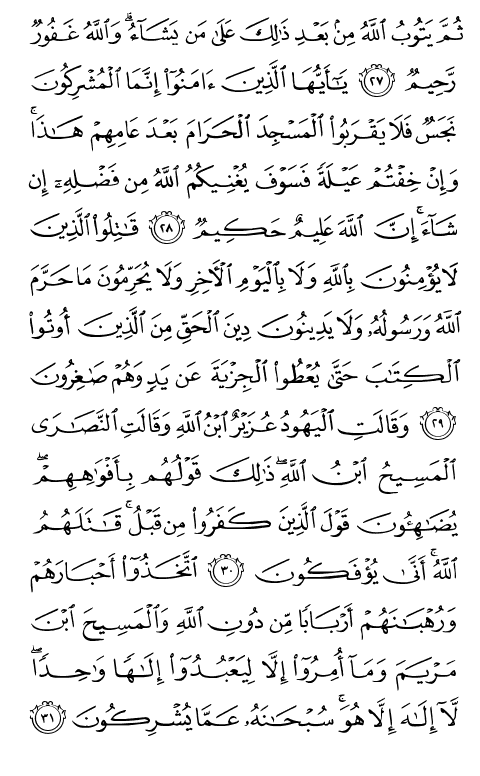 ثُمَّ يَتُوبُ ٱللَّهُ مِنۢ بَعْدِ ذَٰلِكَ عَلَىٰ مَن يَشَآءُ ۗ وَٱللَّهُ غَفُورٌ
رَّحِيمٌ ٢٧ يَـٰٓأَيُّهَا ٱلَّذِينَ ءَامَنُوٓا۟ إِنَّمَا ٱلْمُشْرِكُونَ
نَجَسٌ فَلَا يَقْرَبُوا۟ ٱلْمَسْجِدَ ٱلْحَرَامَ بَعْدَ عَامِهِمْ هَـٰذَا ۚ
وَإِنْ خِفْتُمْ عَيْلَةً فَسَوْفَ يُغْنِيكُمُ ٱللَّهُ مِن فَضْلِهِۦٓ إِن
شَآءَ ۚ إِنَّ ٱللَّهَ عَلِيمٌ حَكِيمٌ ٢٨ قَـٰتِلُوا۟ ٱلَّذِينَ
لَا يُؤْمِنُونَ بِٱللَّهِ وَلَا بِٱلْيَوْمِ ٱلْـَٔاخِرِ وَلَا يُحَرِّمُونَ مَا حَرَّمَ
ٱللَّهُ وَرَسُولُهُۥ وَلَا يَدِينُونَ دِينَ ٱلْحَقِّ مِنَ ٱلَّذِينَ أُوتُوا۟
ٱلْكِتَـٰبَ حَتَّىٰ يُعْطُوا۟ ٱلْجِزْيَةَ عَن يَدٍ وَهُمْ صَـٰغِرُونَ
٢٩ وَقَالَتِ ٱلْيَهُودُ عُزَيْرٌ ٱبْنُ ٱللَّهِ وَقَالَتِ ٱلنَّصَـٰرَى
ٱلْمَسِيحُ ٱبْنُ ٱللَّهِ ۖ ذَٰلِكَ قَوْلُهُم بِأَفْوَٰهِهِمْ ۖ
يُضَـٰهِـُٔونَ قَوْلَ ٱلَّذِينَ كَفَرُوا۟ مِن قَبْلُ ۚ قَـٰتَلَهُمُ
ٱللَّهُ ۚ أَنَّىٰ يُؤْفَكُونَ ٣٠ ٱتَّخَذُوٓا۟ أَحْبَارَهُمْ
وَرُهْبَـٰنَهُمْ أَرْبَابًا مِّن دُونِ ٱللَّهِ وَٱلْمَسِيحَ ٱبْنَ
مَرْيَمَ وَمَآ أُمِرُوٓا۟ إِلَّا لِيَعْبُدُوٓا۟ إِلَـٰهًا وَٰحِدًا ۖ
لَّآ إِلَـٰهَ إِلَّا هُوَ ۚ سُبْحَـٰنَهُۥ عَمَّا يُشْرِكُونَ ٣١